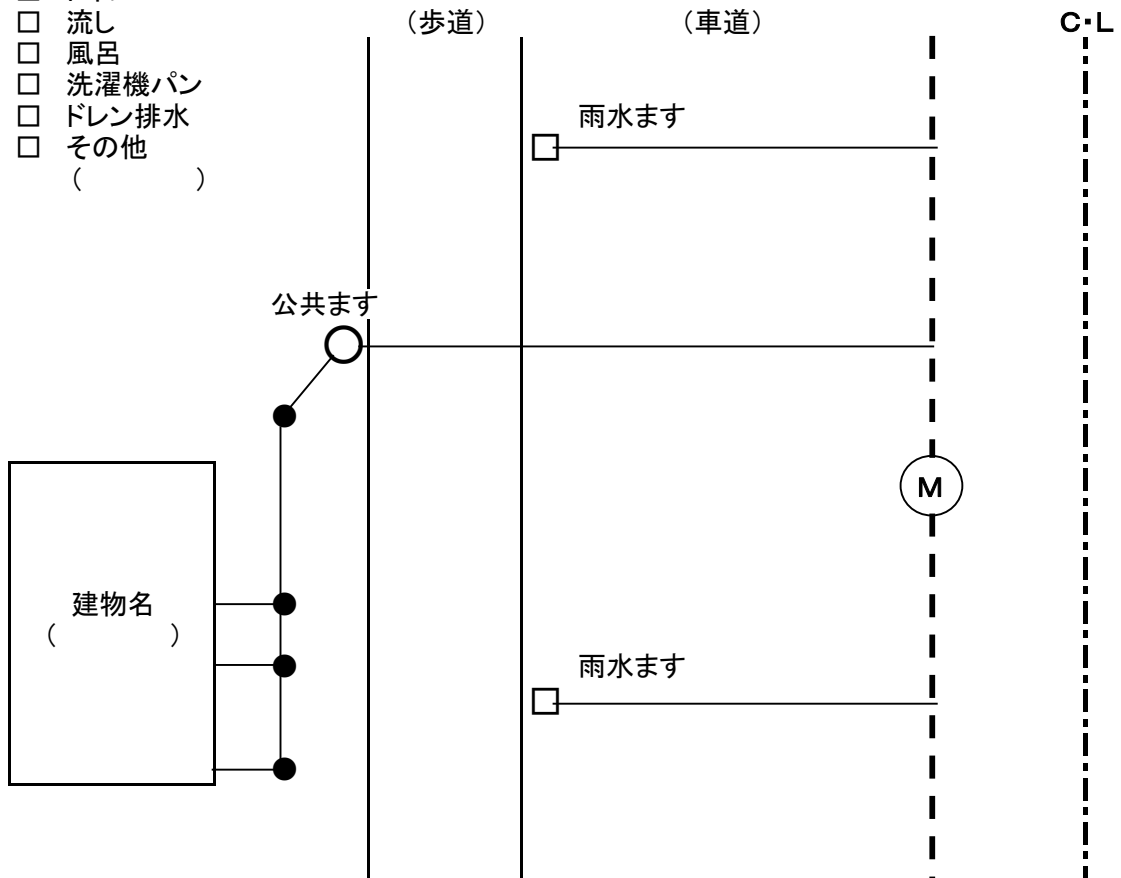 □ 流し
□ 風呂
□ 洗濯機パン
□ ドレン排水
□ その他
（　　　　）
（歩道）
（車道）
C・L
雨水ます
公共ます
M
建物名
（　　　　）
雨水ます